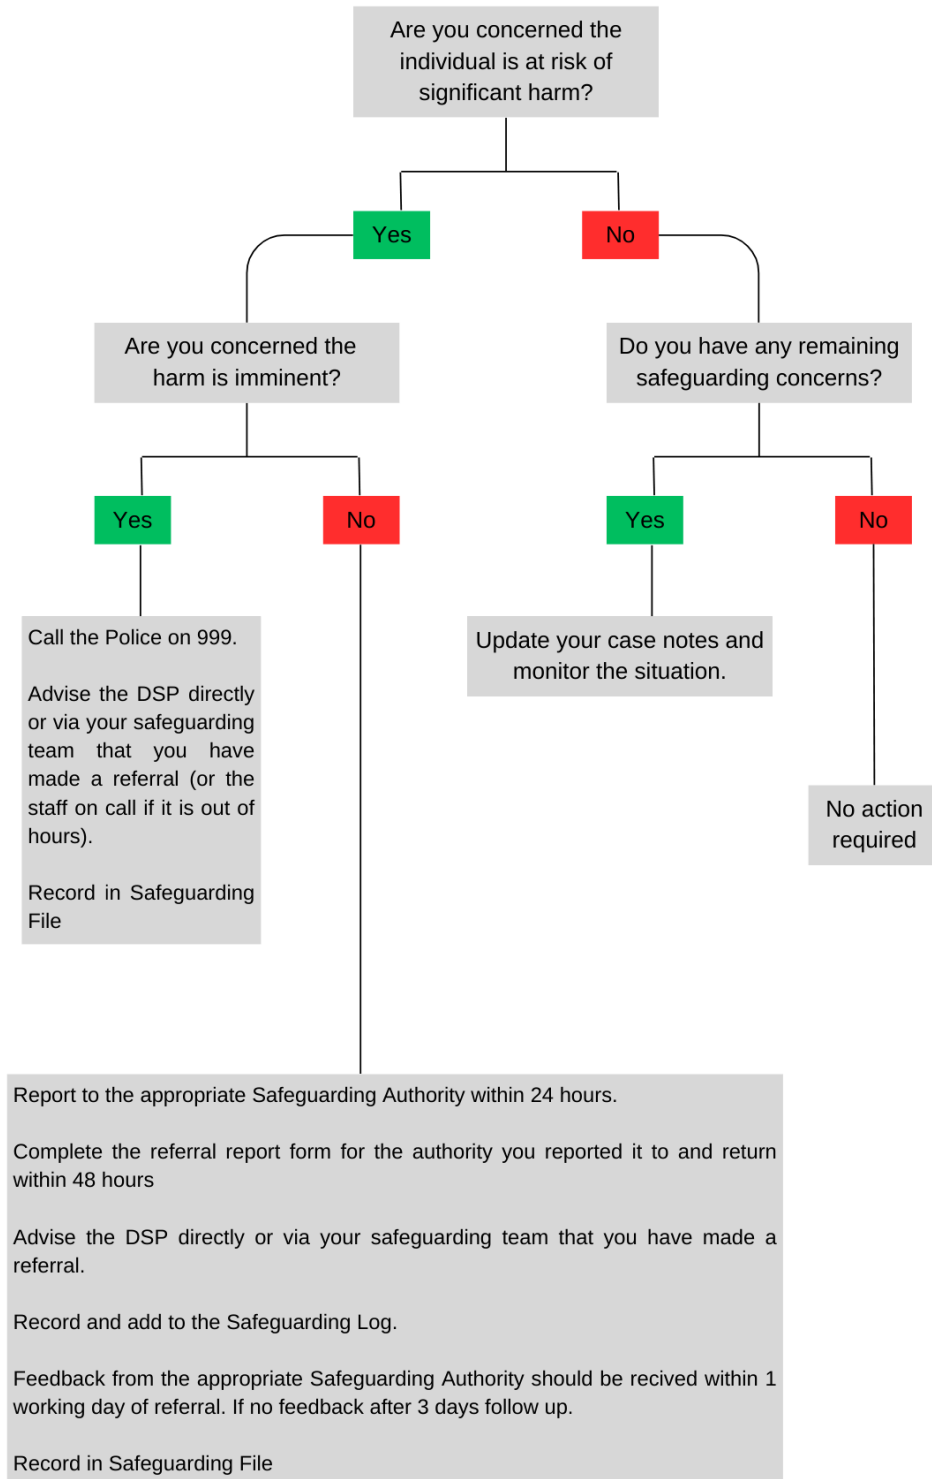 Are you concerned the
individual is at risk of
significant harm?
Yes
No
Are you concerned the
harm is imminent?
Do you have any remaining
safeguarding concerns?
Yes
No
Yes
No
Call the Police on 999.
Advise the DSP directly
or via your safeguarding
team that you have
made a referral (or the
staff on call if it is out of
hours).
Record in Safeguarding
File
Update your case notes and
monitor the situation.
No action
required
Report to the appropriate Safeguarding Authority within 24 hours.
Complete the referral report form for the authority you reported it to and return
within 48 hours
Advise the DSP directly or via your safeguarding team that you have made a
referral.
Record and add to the Safeguarding Log.
Feedback from the appropriate Safeguarding Authority should be recived within 1
working day of referral. If no feedback after 3 days follow up.
Record in Safeguarding File